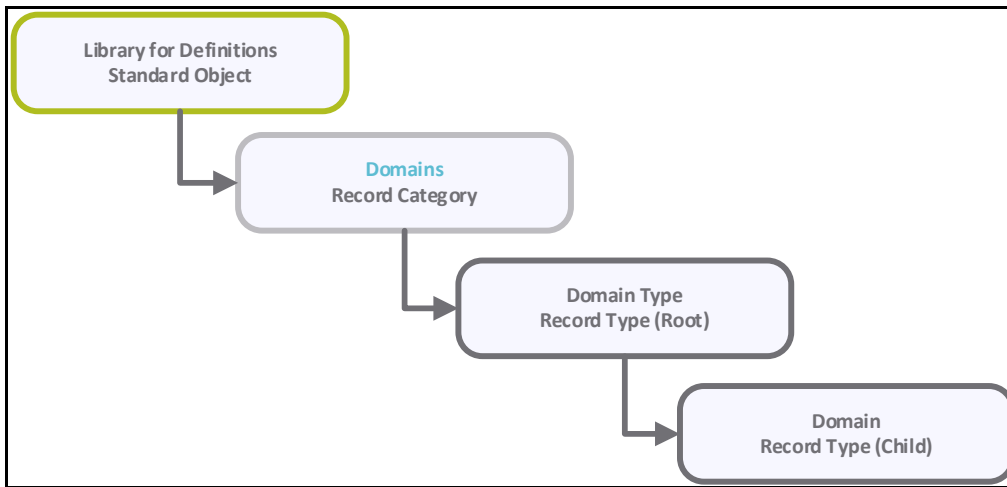 Library for Definitions
Standard Object
Domains
Record Category
Domain Type
Record Type (Root)
Domain
Record Type (Child)